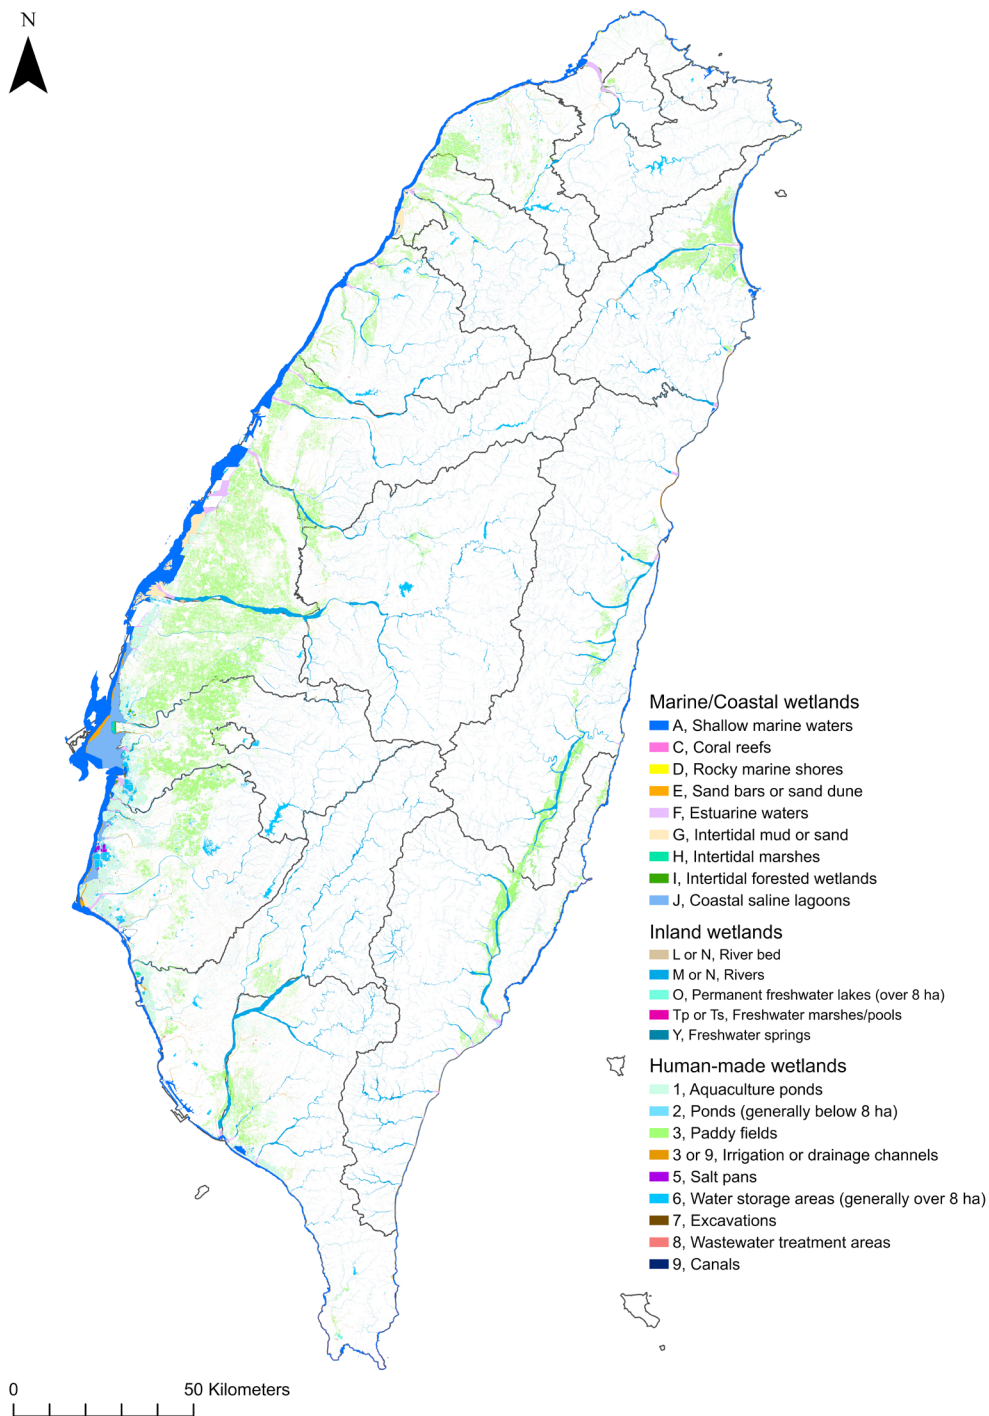 N
Marine/Coastal wetlands
A, Shallow marine waters
C, Coral reefs
D, Rocky marine shores
E, Sand bars or sand dune
F, Estuarine waters
G, Intertidal mud or sand
H, Intertidal marshes
I, Intertidal forested wetlands
J, Coastal saline lagoons
Inland wetlands
L or N, River bed
M or N, Rivers
O, Permanent freshwater lakes (over 8 ha)
Tp or Ts, Freshwater marshes/pools
Y, Freshwater springs
Human-made wetlands
1, Aquaculture ponds
2, Ponds (generally below 8 ha)
3, Paddy fields
3 or 9, Irrigation or drainage channels
5, Salt pans
6, Water storage areas (generally over 8 ha)
7, Excavations
8, Wastewater treatment areas
9, Canals
0 50 Kilometers